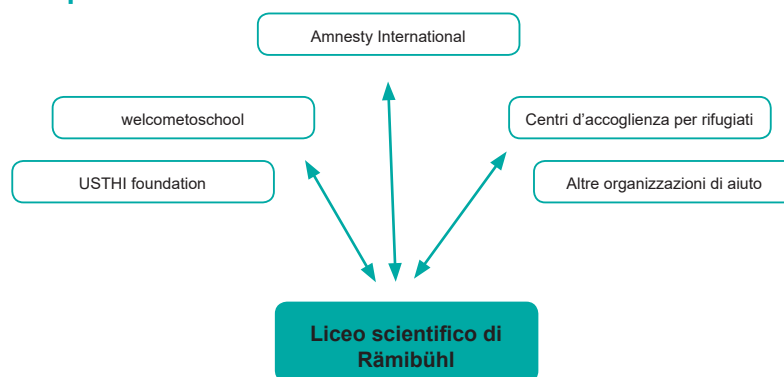 Amnesty International
welcometoschool
Centri d’accoglienza per rifugiati
USTHI foundation
Altre organizzazioni di aiuto
Liceo scientifico di
Rämibühl